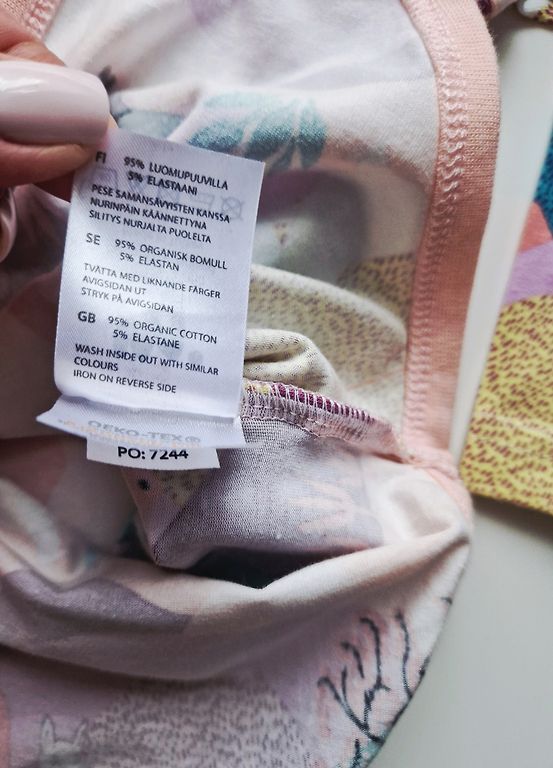 FI 95% LUOMUPUUVILLA
5% ELASTAANI
PESE SAMANSÄVYISTEN KANSSA
NURINPÄIN KÄÄNNETTYNÄ
SILITYS NURJALTA PUOLELTA
SE 95% ORGANISK BOMULL
5% ELASTAN
TVÄTTA MED LIKNANDE FÄRGER
AVIGSIDAN UT
STRYK PÅ AVIGSIDAN
GB 95% ORGANIC COTTON
5% ELASTANE
WASH INSIDE OUT WITH SIMILAR
COLOURS
IRON ON REVERSE SIDE
OEKO-TEX®
PO: 7244